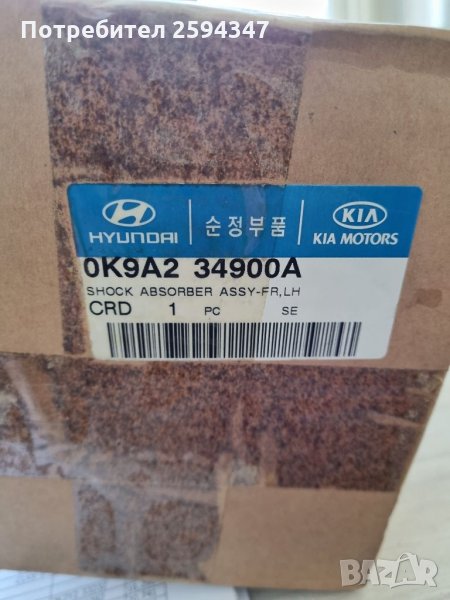 Потребител 2594347
HYUNDAI
순정부품
KIA
KIA MOTORS
0K9A2 34900A
SHOCK ABSORBER ASSY-FR,LH
CRD 1 PC SE
BAZAR